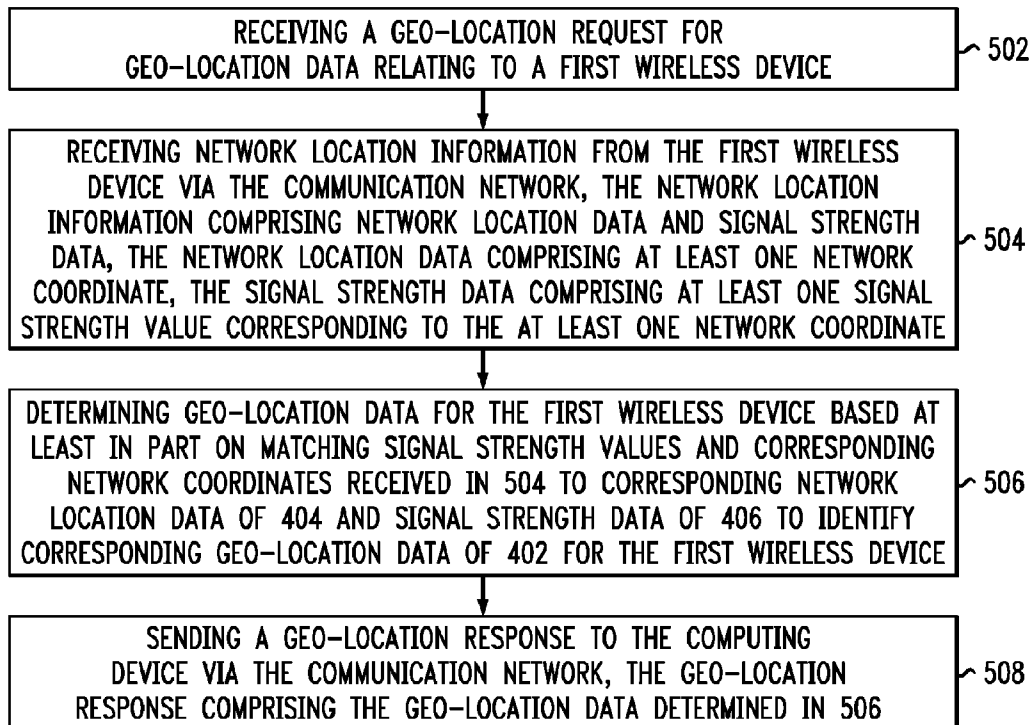 RECEIVING A GEO-LOCATION REQUEST FOR
GEO-LOCATION DATA RELATING TO A FIRST WIRELESS DEVICE
502
RECEIVING NETWORK LOCATION INFORMATION FROM THE FIRST WIRELESS
DEVICE VIA THE COMMUNICATION NETWORK, THE NETWORK LOCATION
INFORMATION COMPRISING NETWORK LOCATION DATA AND SIGNAL STRENGTH
DATA, THE NETWORK LOCATION DATA COMPRISING AT LEAST ONE NETWORK
COORDINATE, THE SIGNAL STRENGTH DATA COMPRISING AT LEAST ONE SIGNAL
STRENGTH VALUE CORRESPONDING TO THE AT LEAST ONE NETWORK COORDINATE
504
DETERMINING GEO-LOCATION DATA FOR THE FIRST WIRELESS DEVICE BASED AT
LEAST IN PART ON MATCHING SIGNAL STRENGTH VALUES AND CORRESPONDING
NETWORK COORDINATES RECEIVED IN 504 TO CORRESPONDING NETWORK
LOCATION DATA OF 404 AND SIGNAL STRENGTH DATA OF 406 TO IDENTIFY
CORRESPONDING GEO-LOCATION DATA OF 402 FOR THE FIRST WIRELESS DEVICE
506
SENDING A GEO-LOCATION RESPONSE TO THE COMPUTING
DEVICE VIA THE COMMUNICATION NETWORK, THE GEO-LOCATION
RESPONSE COMPRISING THE GEO-LOCATION DATA DETERMINED IN 506
508